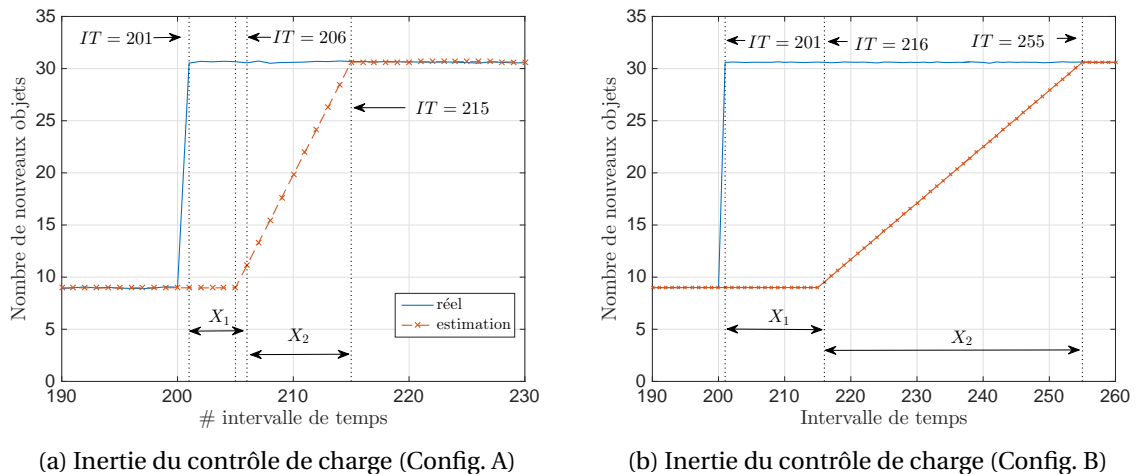 35
30
25
20
15
10
5
0
Nombre de nouveaux objets
IT = 201
IT = 206
IT = 215
X1
X2
réel
estimation
190 200 210 220 230
# intervalle de temps
(a) Inertie du contrôle de charge (Config. A)
35
30
25
20
15
10
5
0
Nombre de nouveaux objets
IT = 201
IT = 216
IT = 255
X1
X2
190 200 210 220 230 240 250 260
Intervalle de temps
(b) Inertie du contrôle de charge (Config. B)